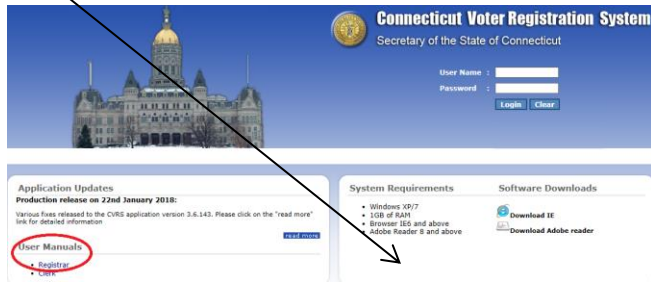 Connecticut Voter Registration System
Secretary of the State of Connecticut
User Name :
Password :
Login Clear
Application Updates
Production release on 22nd January 2018:
Various fixes released to the CVRS application version 3.6.143. Please click on the "read more"
link for detailed information
read more
User Manuals
• Registrar
• Clerk
System Requirements
• Windows XP/7
• 1GB of RAM
• Browser IE6 and above
• Adobe Reader 8 and above
Software Downloads
Download IE
Download Adobe reader